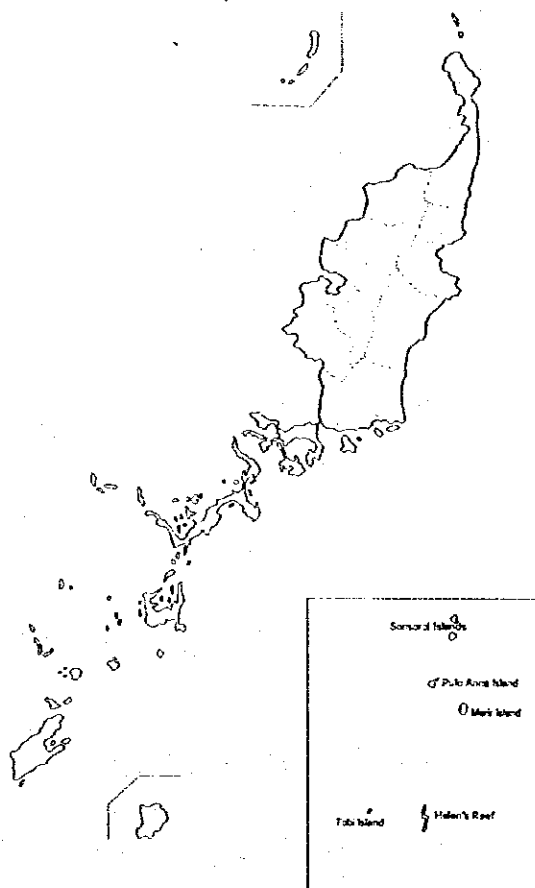 Sonsorol Islands
Pulo Anna Island
Merir Island
Tobi Island
Helen's Reef